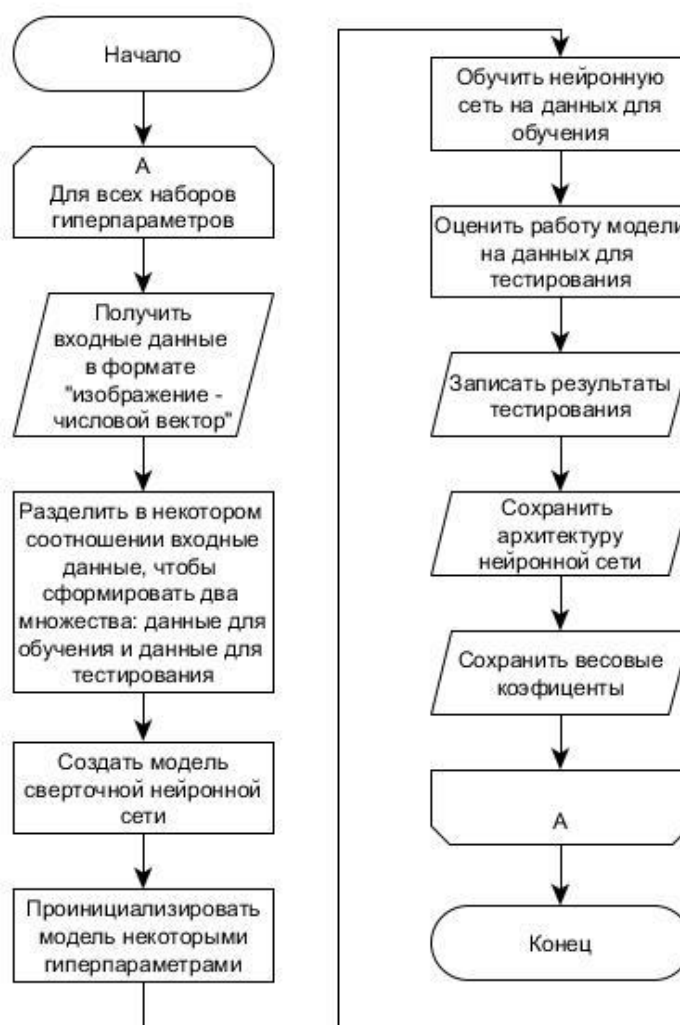 Начало
А
Для всех наборов
гиперпараметров
Получить
входные данные
в формате
"изображение -
числовой вектор"
Разделить в некотором
соотношении входные
данные, чтобы
сформировать два
множества: данные для
обучения и данные для
тестирования
Создать модель
сверточной нейронной
сети
Проинициализировать
модель некоторыми
гиперпараметрами
Обучить нейронную
сеть на данных для
обучения
Оценить работу модели
на данных для
тестирования
Записать результаты
тестирования
Сохранить
архитектуру
нейронной сети
Сохранить весовые
коэфиценты
А
Конец